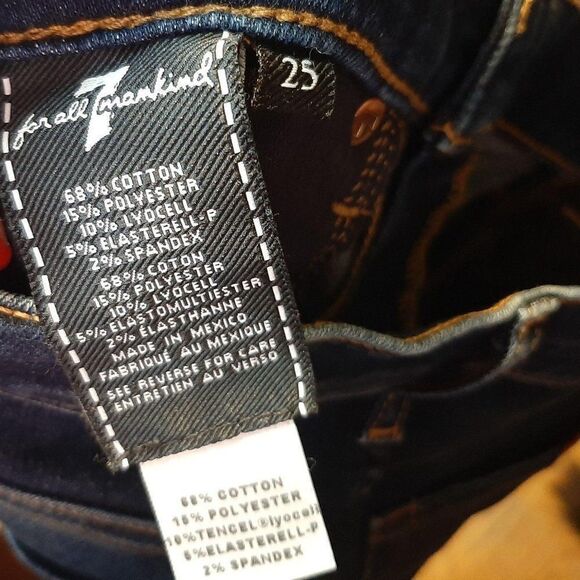 for all 7 mankind
25
68% COTTON
15% POLYESTER
10% LYOCELL
5% ELASTERELL-P
2% SPANDEX
68% COTON
15% POLYESTER
10% LYOCELL
5% ELASTOMULTIESTER
2% ÉLASTHANNE
MADE IN MEXICO
FABRIQUÉ AU MEXIQUE
SEE REVERSE FOR CARE
ENTRETIEN AU VERSO
68% COTTON
15% POLYESTER
10%TENCEL®lyocell
5%ELASTERELL-P
2% SPANDEX